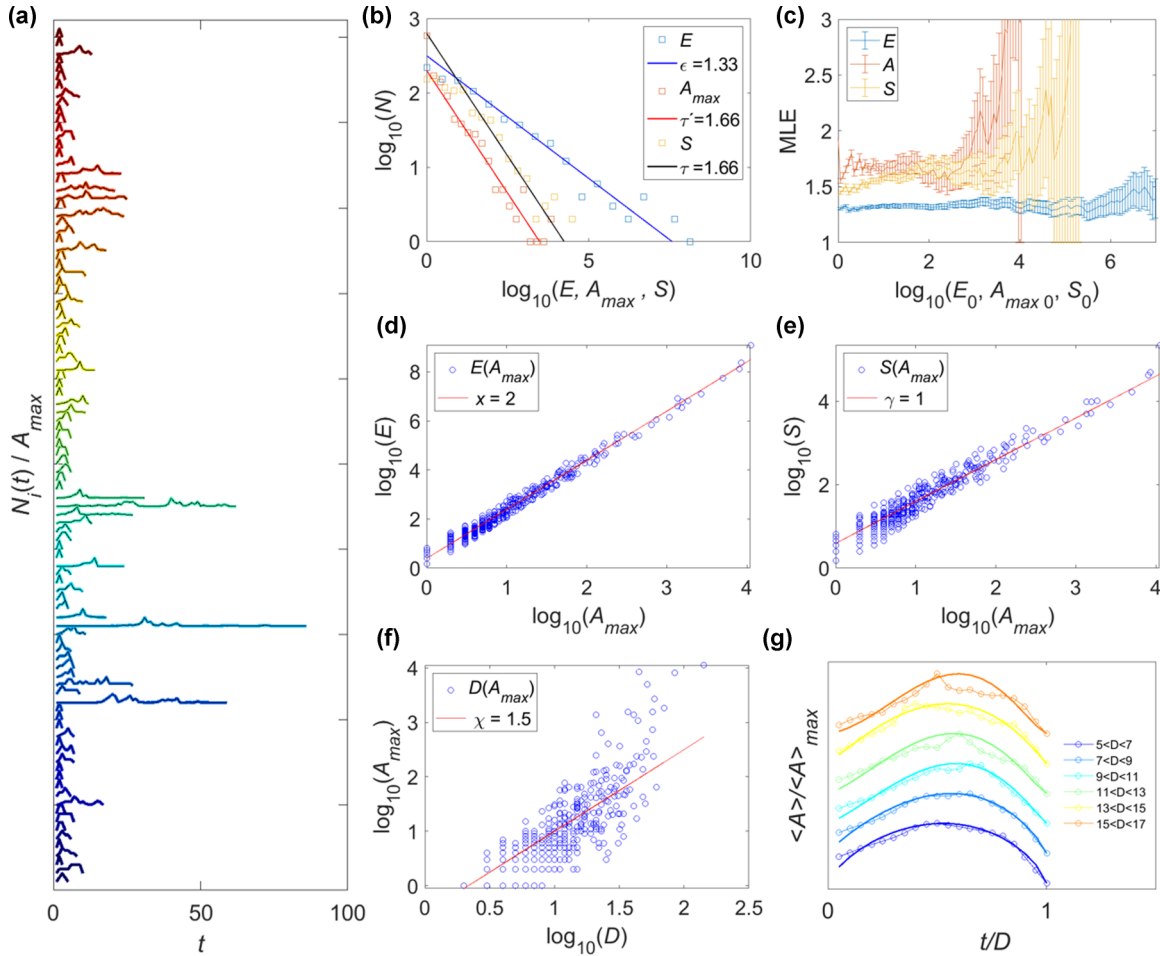 (a)
N_i(t) / A_max
0
50
100
t
(b)
3
2
1
0
log10(N)
E
ϵ =1.33
A_max
τ´=1.66
S
τ=1.66
0
5
10
log10(E, A_max , S)
(c)
3
2.5
2
1.5
1
MLE
E
A
S
0
2
4
6
log10(E_0, A_max 0, S_0)
(d)
8
6
4
2
0
log10(E)
E(A_max)
x = 2
0
1
2
3
4
log10(A_max)
(e)
4
2
0
log10(S)
S(A_max)
γ = 1
0
1
2
3
4
log10(A_max)
(f)
4
3
2
1
0
log10(A_max)
D(A_max)
χ = 1.5
0
0.5
1.0
1.5
2.0
2.5
log10(D)
(g)
<A>/<A>_max
5<D<7
7<D<9
9<D<11
11<D<13
13<D<15
15<D<17
0
1
t/D